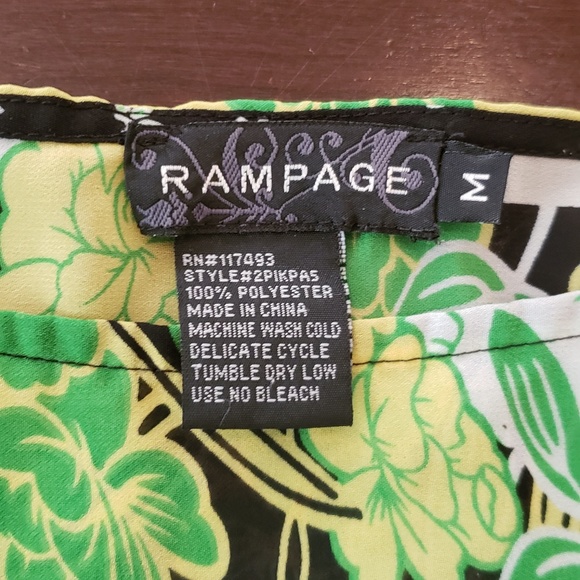 RAMPAGE
M
RN#117493
STYLE#2PIKPA5
100% POLYESTER
MADE IN CHINA
MACHINE WASH COLD
DELICATE CYCLE
TUMBLE DRY LOW
USE NO BLEACH